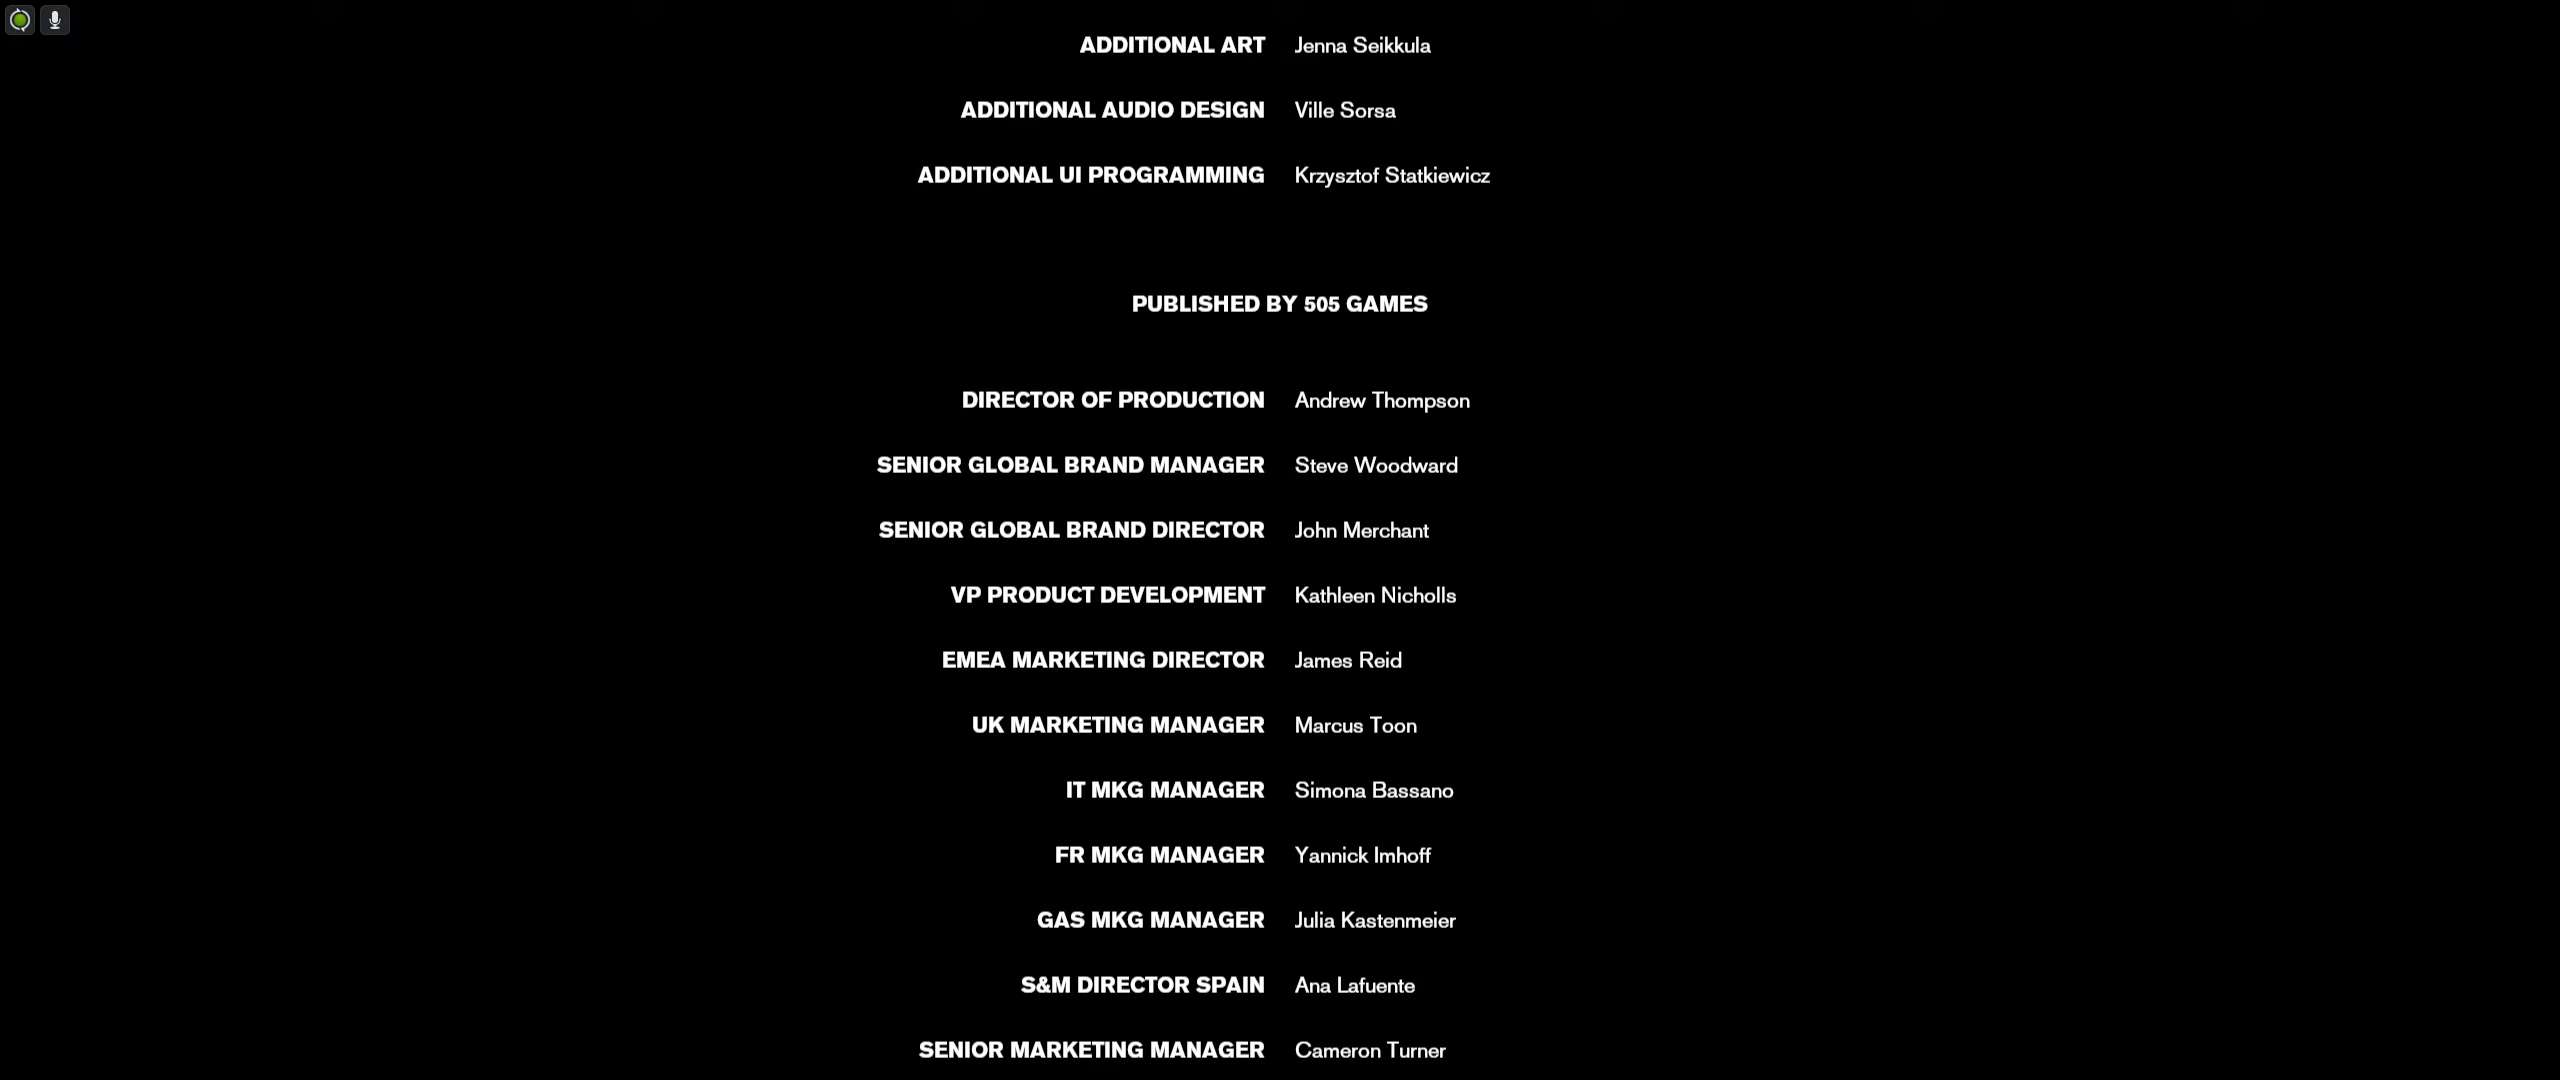 ADDITIONAL ART Jenna Seikkula
ADDITIONAL AUDIO DESIGN Ville Sorsa
ADDITIONAL UI PROGRAMMING Krzysztof Statkiewicz
PUBLISHED BY 505 GAMES
DIRECTOR OF PRODUCTION Andrew Thompson
SENIOR GLOBAL BRAND MANAGER Steve Woodward
SENIOR GLOBAL BRAND DIRECTOR John Merchant
VP PRODUCT DEVELOPMENT Kathleen Nicholls
EMEA MARKETING DIRECTOR James Reid
UK MARKETING MANAGER Marcus Toon
IT MKG MANAGER Simona Bassano
FR MKG MANAGER Yannick Imhoff
GAS MKG MANAGER Julia Kastenmeier
S&M DIRECTOR SPAIN Ana Lafuente
SENIOR MARKETING MANAGER Cameron Turner